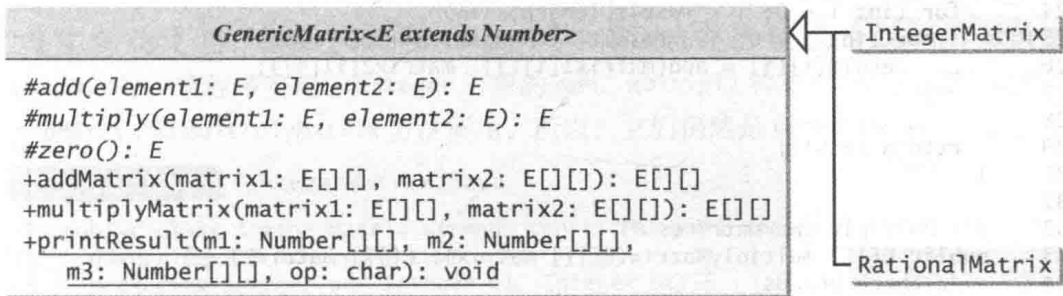 GenericMatrix<E extends Number>
#add(element1: E, element2: E): E
#multiply(element1: E, element2: E): E
#zero(): E
+addMatrix(matrix1: E[][], matrix2: E[][]): E[][]
+multiplyMatrix(matrix1: E[][], matrix2: E[][]): E[][]
+printResult(m1: Number[][], m2: Number[][],
m3: Number[][], op: char): void
IntegerMatrix
RationalMatrix